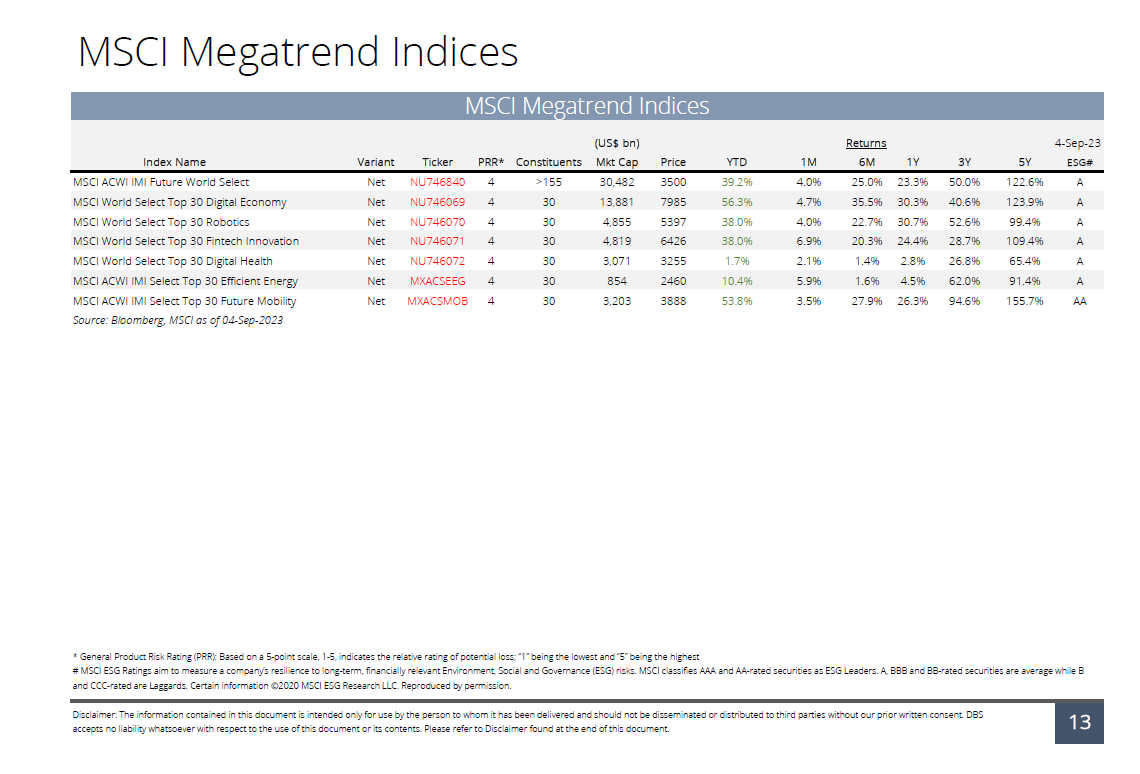 MSCI Megatrend Indices
MSCI Megatrend Indices
(US$ bn) Returns 4-Sep-23
Index Name Variant Ticker PRR* Constituents Mkt Cap Price YTD 1M 6M 1Y 3Y 5Y ESG#
MSCI ACWI IMI Future World Select Net NU746840 4 >155 30,482 3500 39.2% 4.0% 25.0% 23.3% 50.0% 122.6% A
MSCI World Select Top 30 Digital Economy Net NU746069 4 30 13,881 7985 56.3% 4.7% 35.5% 30.3% 40.6% 123.9% A
MSCI World Select Top 30 Robotics Net NU746070 4 30 4,855 5397 38.0% 4.0% 22.7% 30.7% 52.6% 99.4% A
MSCI World Select Top 30 Fintech Innovation Net NU746071 4 30 4,819 6426 38.0% 6.9% 20.3% 24.4% 28.7% 109.4% A
MSCI World Select Top 30 Digital Health Net NU746072 4 30 3,071 3255 1.7% 2.1% 1.4% 2.8% 26.8% 65.4% A
MSCI ACWI IMI Select Top 30 Efficient Energy Net MXACSEEG 4 30 854 2460 10.4% 5.9% 1.6% 4.5% 62.0% 91.4% A
MSCI ACWI IMI Select Top 30 Future Mobility Net MXACSMOB 4 30 3,203 3888 53.8% 3.5% 27.9% 26.3% 94.6% 155.7% AA
Source: Bloomberg, MSCI as of 04-Sep-2023
* General Product Risk Rating (PRR): Based on a 5-point scale, 1-5, indicates the relative rating of potential loss; “1” being the lowest and “5” being the highest
# MSCI ESG Ratings aim to measure a company’s resilience to long-term, financially relevant Environment, Social and Governance (ESG) risks. MSCI classifies AAA and AA-rated securities as ESG Leaders. A, BBB and BB-rated securities are average while B
and CCC-rated are Laggards. Certain information ©2020 MSCI ESG Research LLC. Reproduced by permission.
Disclaimer: The information contained in this document is intended only for use by the person to whom it has been delivered and should not be disseminated or distributed to third parties without our prior written consent. DBS
accepts no liability whatsoever with respect to the use of this document or its contents. Please refer to Disclaimer found at the end of this document.
13